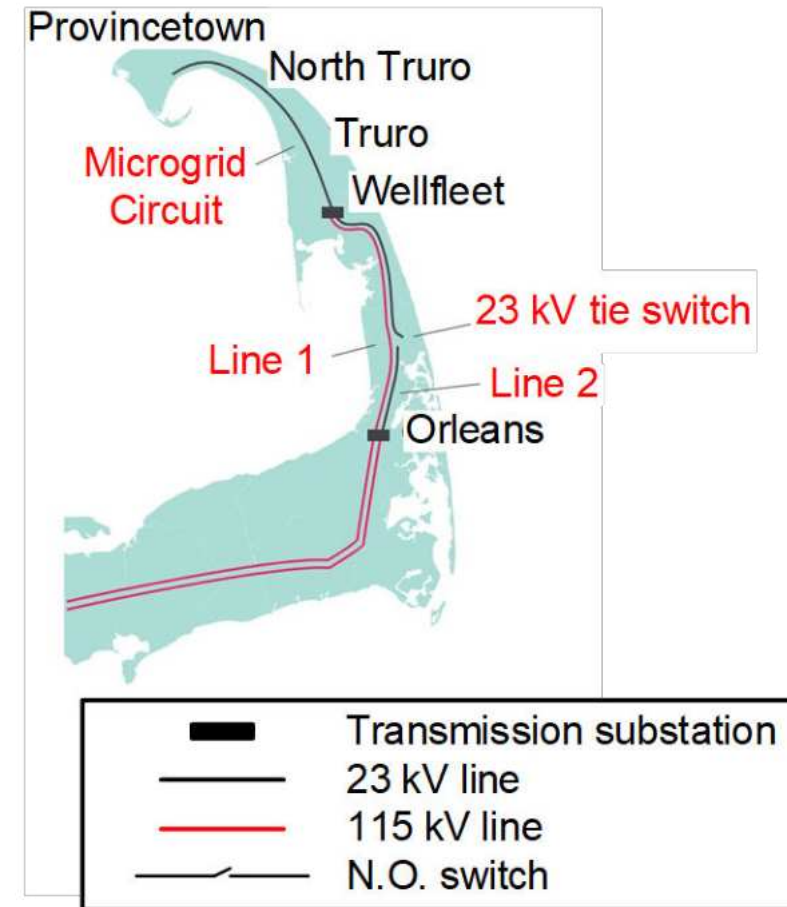 Provincetown
North Truro
Truro
Microgrid
Circuit
Wellfleet
23 kV tie switch
Line 1
Line 2
Orleans
Transmission substation
23 kV line
115 kV line
N.O. switch